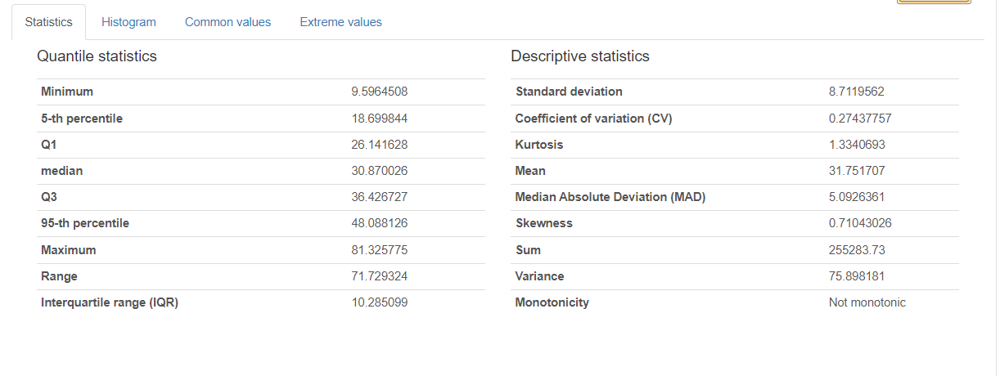 Statistics Histogram Common values Extreme values
Quantile statistics
Minimum 9.5964508
5-th percentile 18.699844
Q1 26.141628
median 30.870026
Q3 36.426727
95-th percentile 48.088126
Maximum 81.325775
Range 71.729324
Interquartile range (IQR) 10.285099
Descriptive statistics
Standard deviation 8.7119562
Coefficient of variation (CV) 0.27437757
Kurtosis 1.3340693
Mean 31.751707
Median Absolute Deviation (MAD) 5.0926361
Skewness 0.71043026
Sum 255283.73
Variance 75.898181
Monotonicity Not monotonic